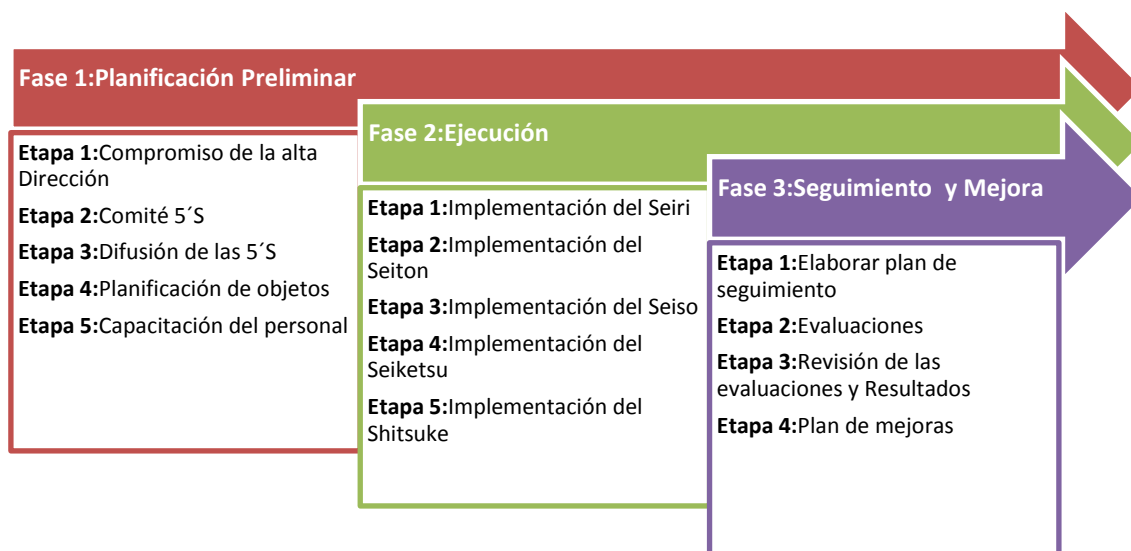 Fase 1:Planificación Preliminar
Etapa 1:Compromiso de la alta
Dirección
Etapa 2:Comité 5´S
Etapa 3:Difusión de las 5´S
Etapa 4:Planificación de objetos
Etapa 5:Capacitación del personal
Fase 2:Ejecución
Etapa 1:Implementación del Seiri
Etapa 2:Implementación del
Seiton
Etapa 3:Implementación del Seiso
Etapa 4:Implementación del
Seiketsu
Etapa 5:Implementación del
Shitsuke
Fase 3:Seguimiento  y Mejora
Etapa 1:Elaborar plan de
seguimiento
Etapa 2:Evaluaciones
Etapa 3:Revisión de las
evaluaciones y Resultados
Etapa 4:Plan de mejoras